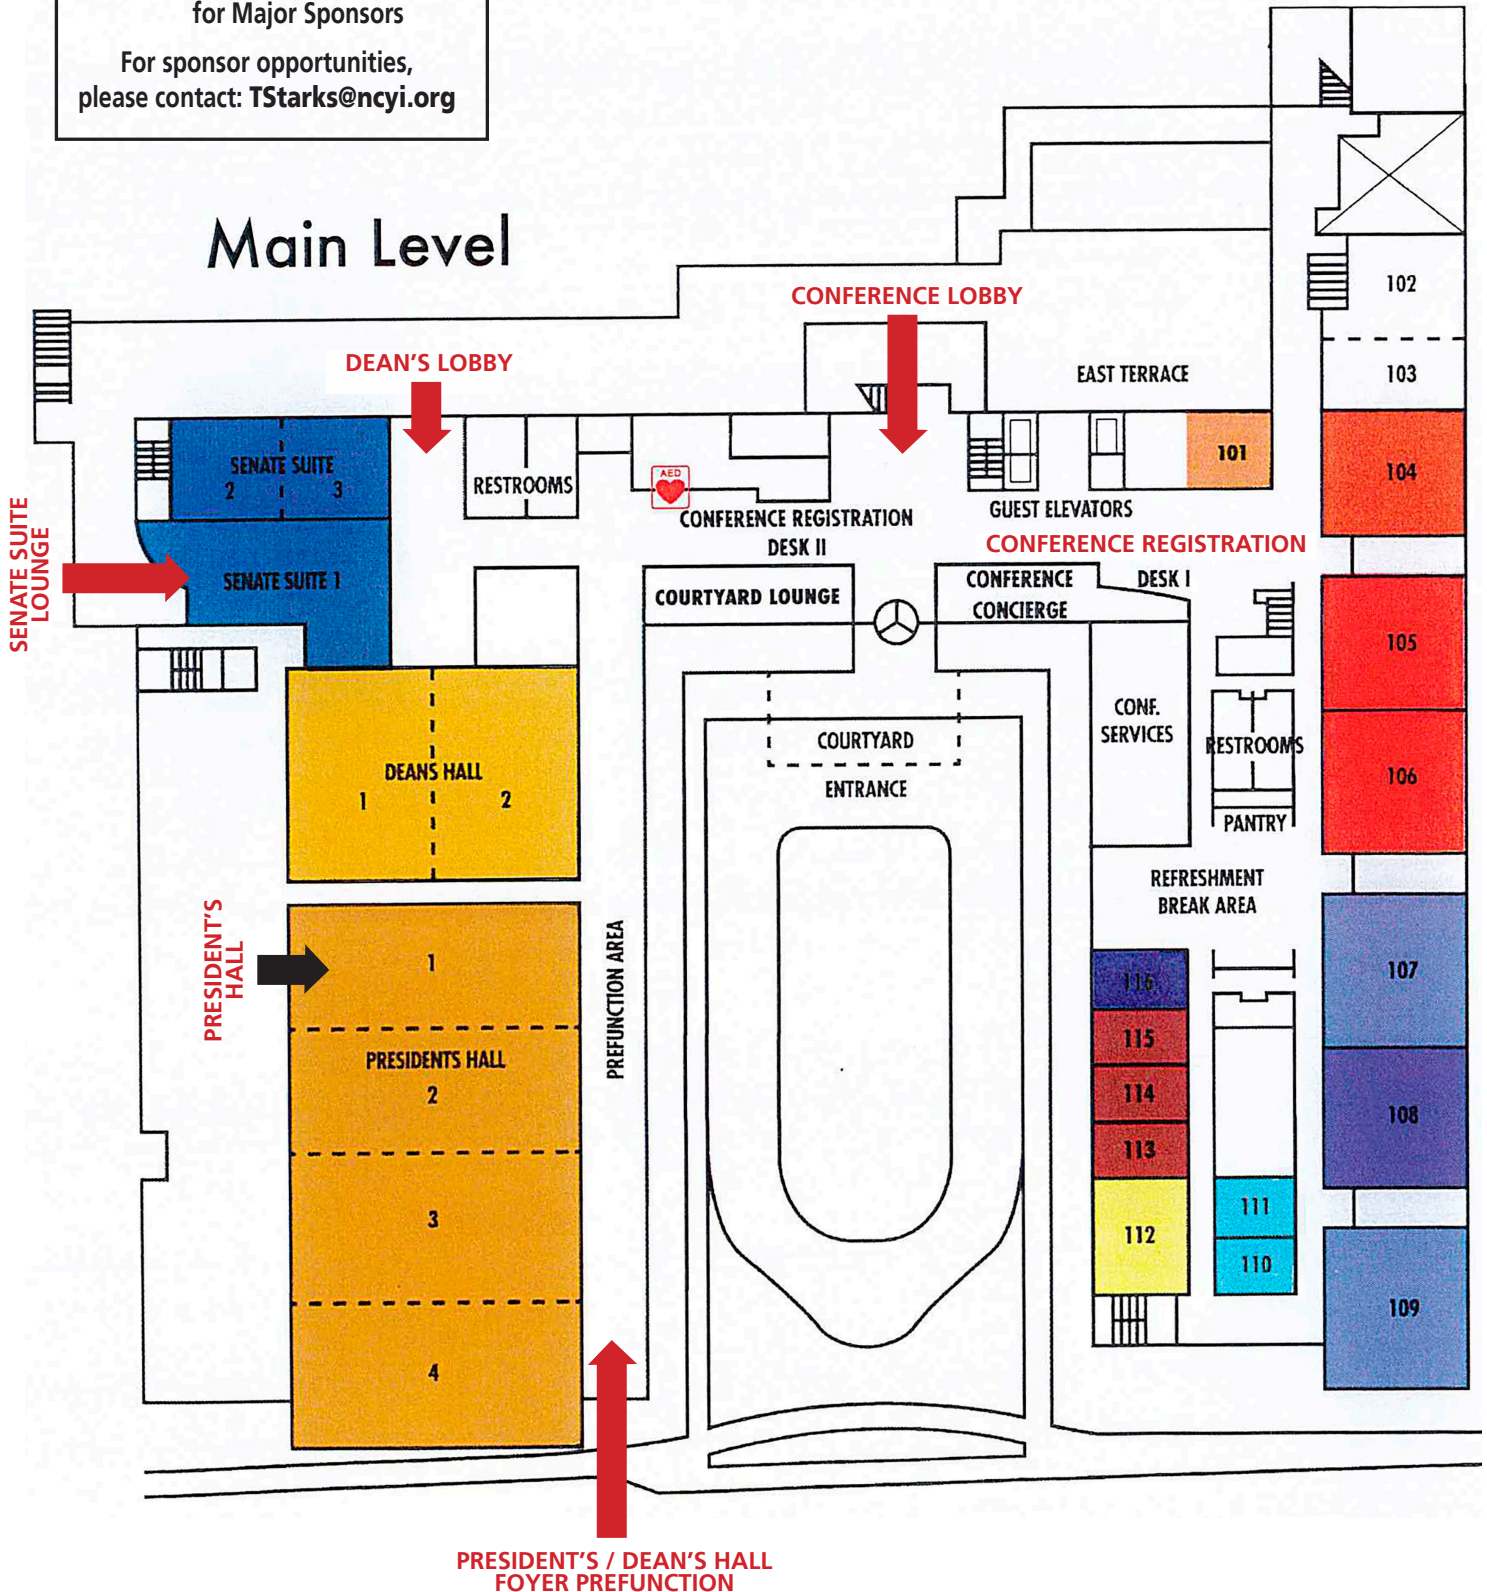 for Major Sponsors
For sponsor opportunities,
please contact: TStarks@ncyi.org
Main Level
CONFERENCE LOBBY
DEAN'S LOBBY
EAST TERRACE
102
103
104
101
SENATE SUITE
2
3
RESTROOMS
AED
CONFERENCE REGISTRATION
DESK II
GUEST ELEVATORS
CONFERENCE REGISTRATION
DESK I
SENATE SUITE
LOUNGE
SENATE SUITE 1
COURTYARD LOUNGE
CONFERENCE
CONCIERGE
105
CONF.
SERVICES
RESTROOMS
106
PANTRY
COURTYARD
ENTRANCE
DEANS HALL
1
2
REFRESHMENT
BREAK AREA
PRESIDENT'S
HALL
1
PREFUNCTION AREA
116
107
PRESIDENTS HALL
2
115
114
113
108
3
112
111
110
109
4
PRESIDENT'S / DEAN'S HALL
FOYER PREFUNCTION